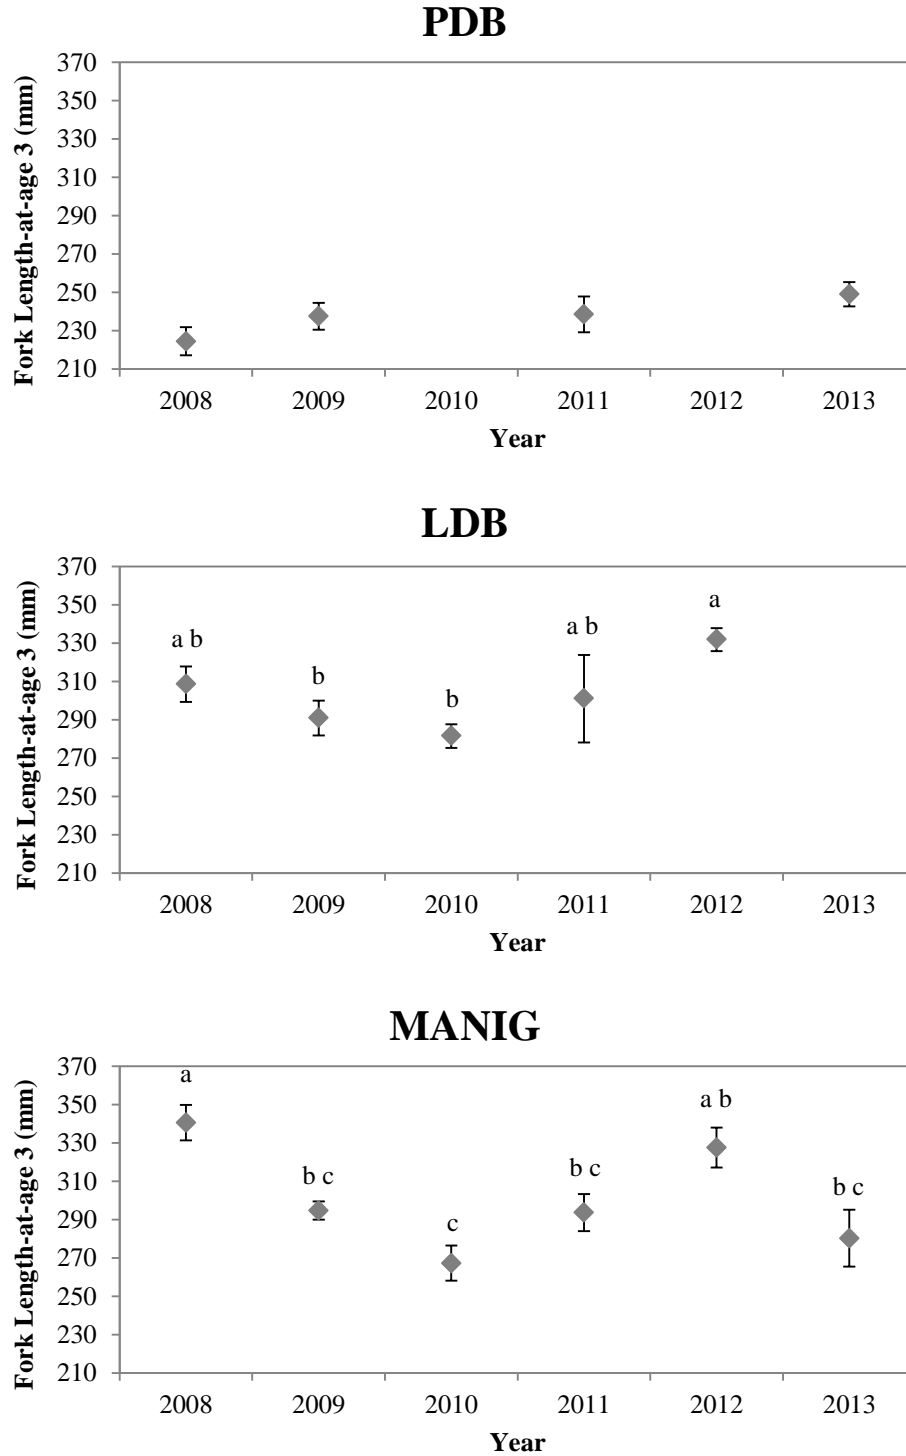 PDB
Fork Length-at-age 3 (mm)
370
350
330
310
290
270
250
230
210
2008 2009 2010 2011 2012 2013
Year
LDB
Fork Length-at-age 3 (mm)
370
350
330
310
290
270
250
230
210
a b
b
b
a b
a
2008 2009 2010 2011 2012 2013
Year
MANIG
Fork Length-at-age 3 (mm)
370
350
330
310
290
270
250
230
210
a
b c
c
b c
a b
b c
2008 2009 2010 2011 2012 2013
Year